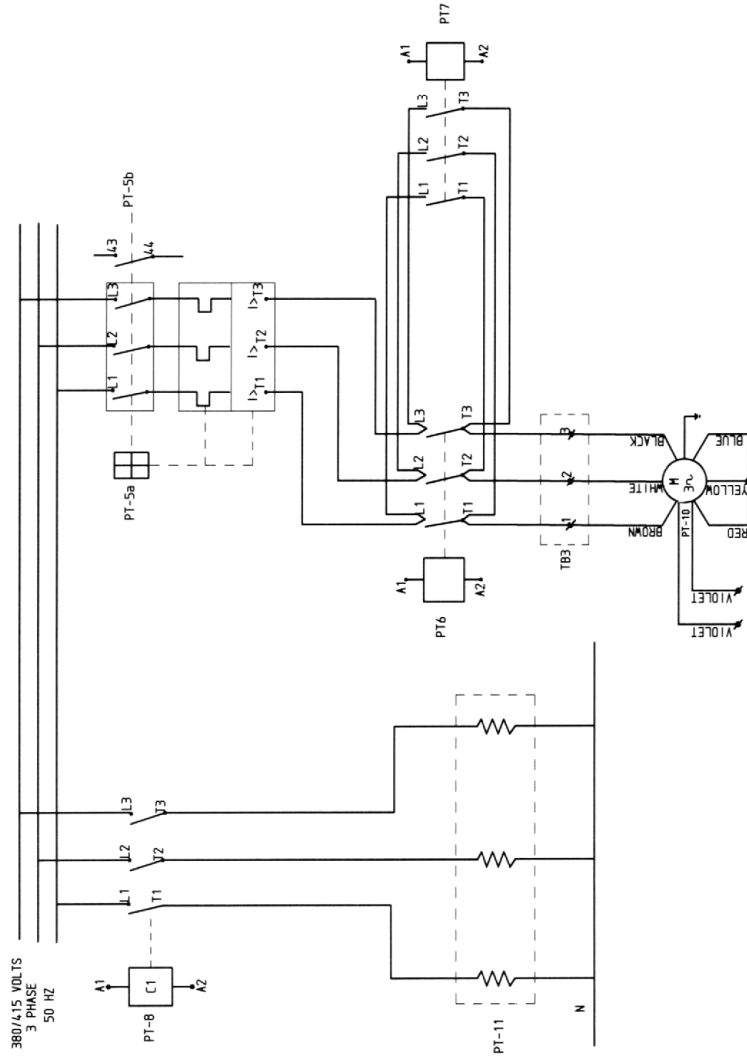 380/415 VOLTS
3 PHASE
50 HZ
A1
C1
A2
PT-8
L1
L2
L3
T1
T2
T3
PT-11
N
PT-5a
L1
L2
L3
43
44
PT-5b
I>T1
I>T2
I>T3
A1
A2
PT6
L1
L2
L3
T1
T2
T3
L1
L2
L3
T1
T2
T3
A1
A2
PT7
TB3
1
2
3
BROWN
WHITE
BLACK
PT-10
M
3~
VIOLET
VIOLET
RED
YELLOW
BLUE